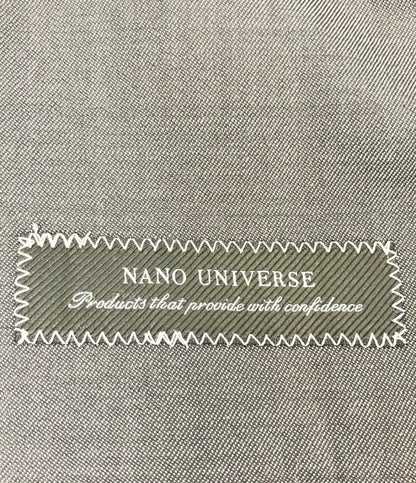 NANO UNIVERSE
Products that provide with confidence